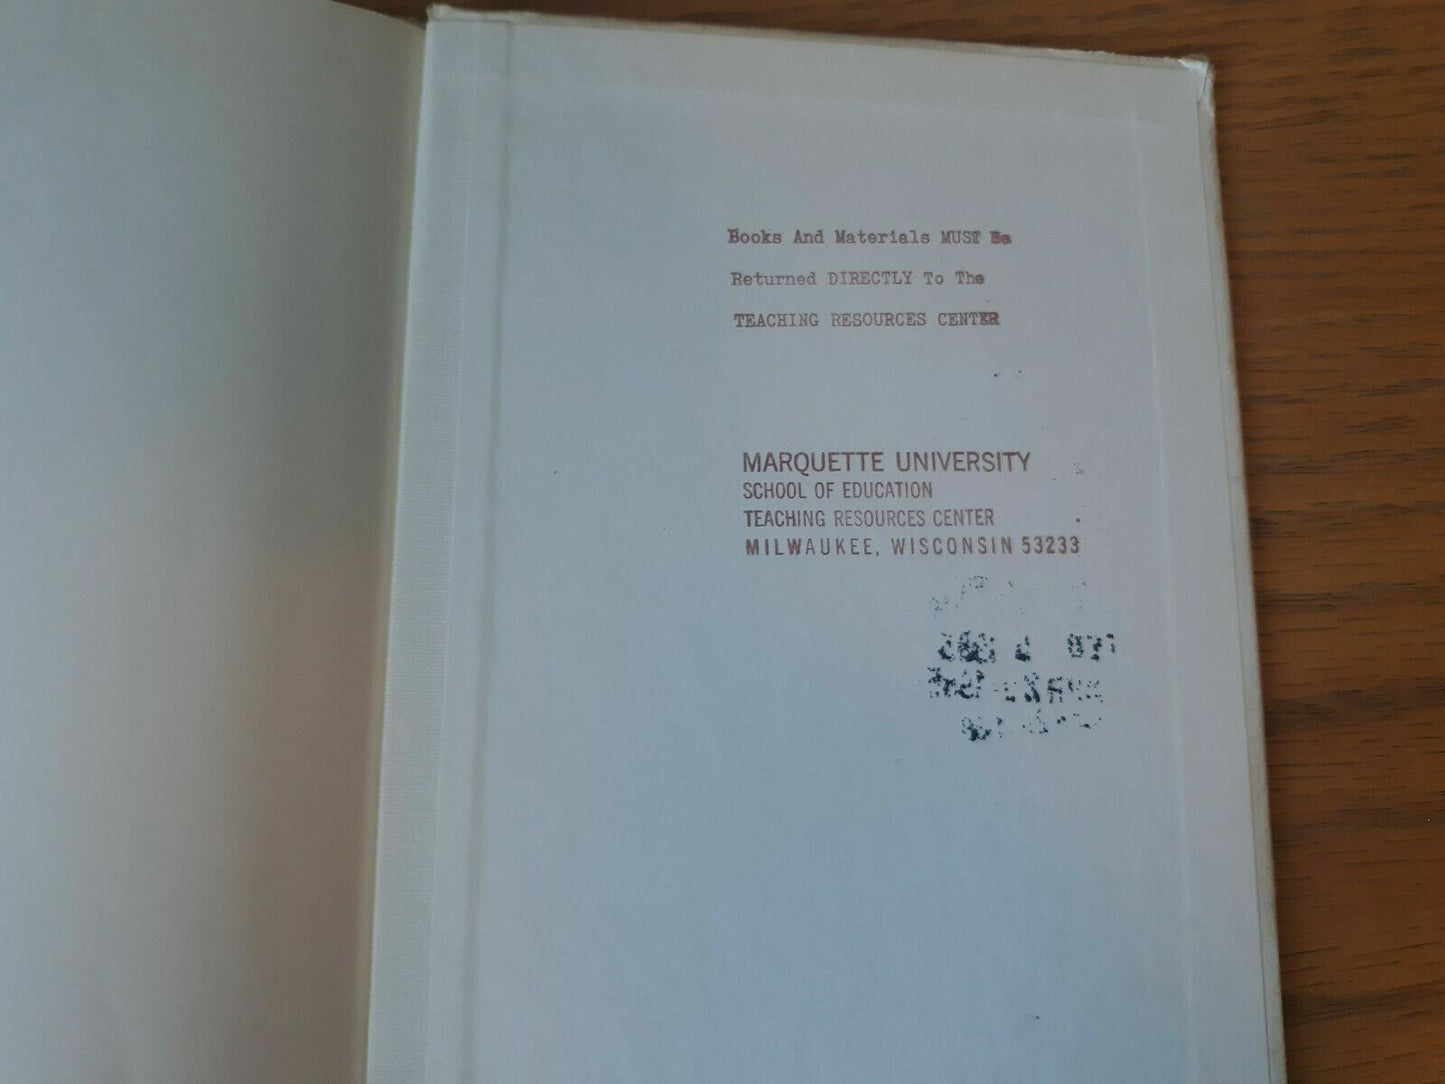 Books And Materials MUST Be
Returned DIRECTLY To The
TEACHING RESOURCES CENTER
MARQUETTE UNIVERSITY
SCHOOL OF EDUCATION
TEACHING RESOURCES CENTER
MILWAUKEE, WISCONSIN 53233